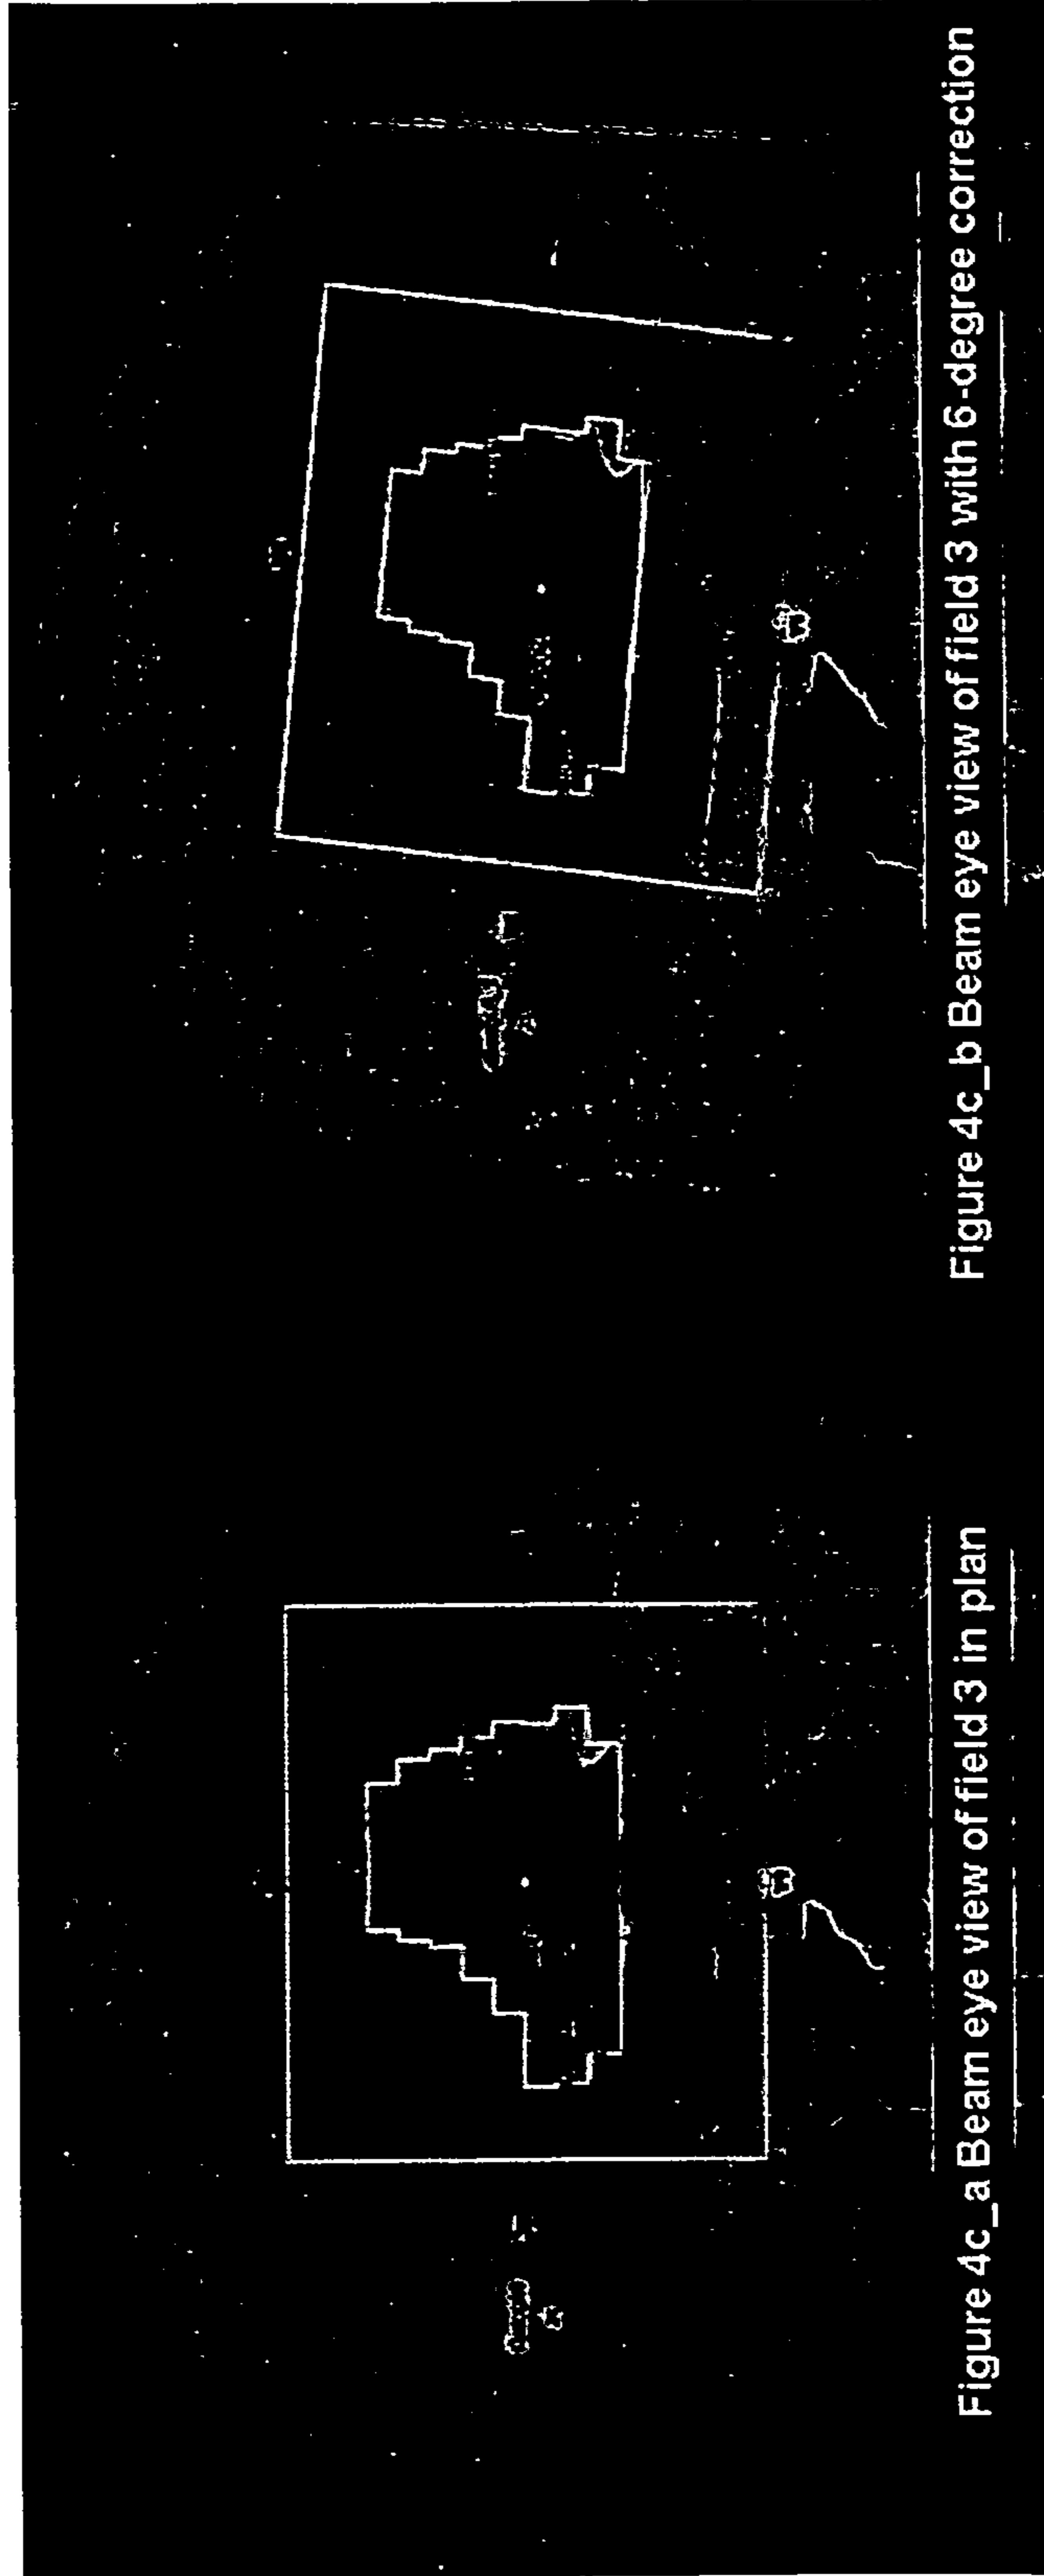 Figure 4c_a Beam eye view of field 3 in plan
Figure 4c_b Beam eye view of field 3 with 6-degree correction